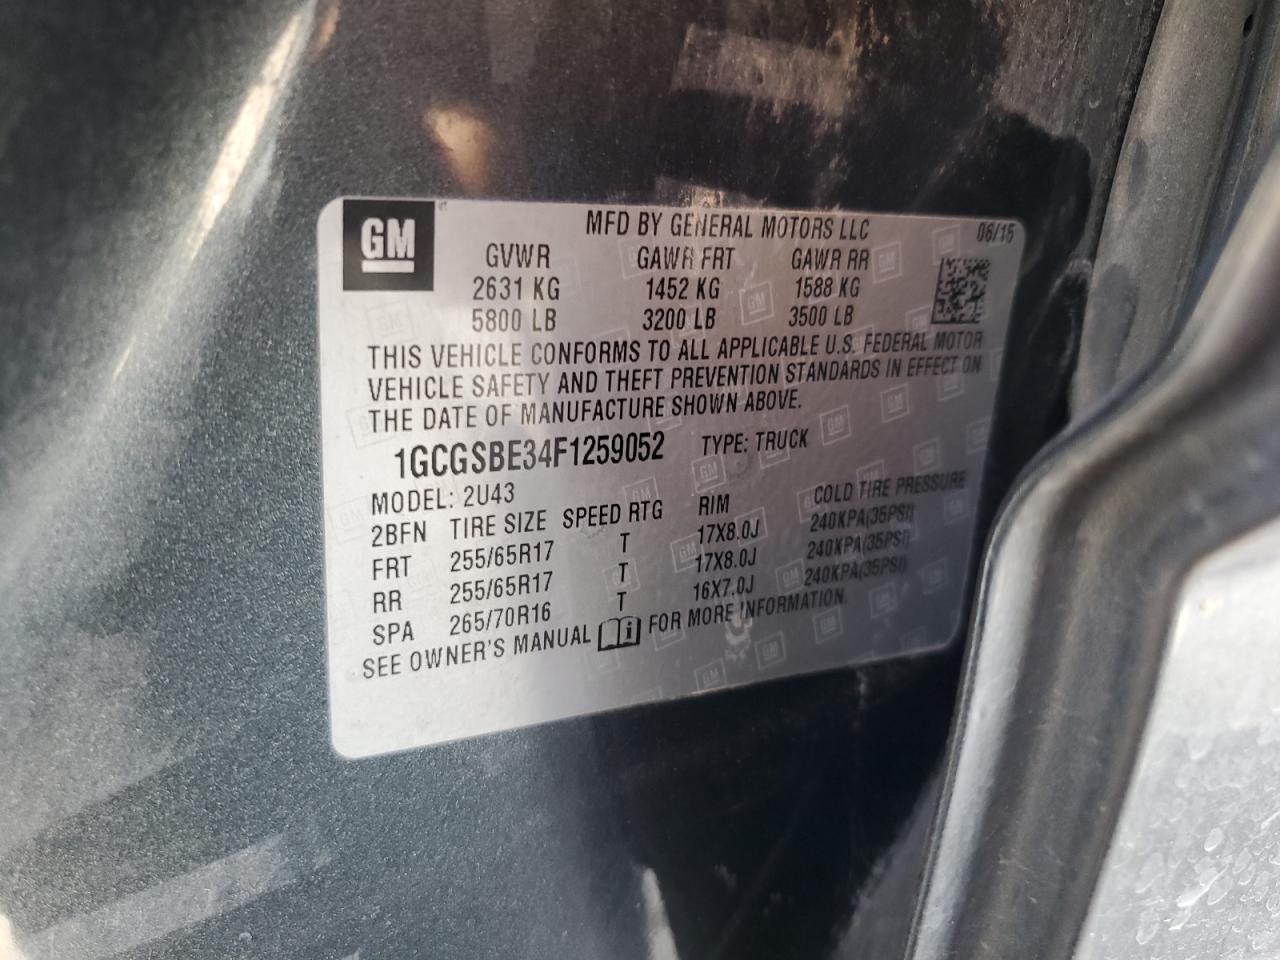 GM
MFD BY GENERAL MOTORS LLC
06/15
GVWR GAWR FRT GAWR RR
2631 KG 1452 KG 1588 KG
5800 LB 3200 LB 3500 LB
THIS VEHICLE CONFORMS TO ALL APPLICABLE U.S. FEDERAL MOTOR
VEHICLE SAFETY AND THEFT PREVENTION STANDARDS IN EFFECT ON
THE DATE OF MANUFACTURE SHOWN ABOVE.
1GCGSBE34F1259052 TYPE: TRUCK
MODEL: 2U43
2BFN TIRE SIZE SPEED RTG RIM COLD TIRE PRESSURE
FRT 255/65R17 T 17X8.0J 240KPA(35PSI)
RR 255/65R17 T 17X8.0J 240KPA(35PSI)
SPA 265/70R16 T 16X7.0J 240KPA(35PSI)
SEE OWNER'S MANUAL FOR MORE INFORMATION.